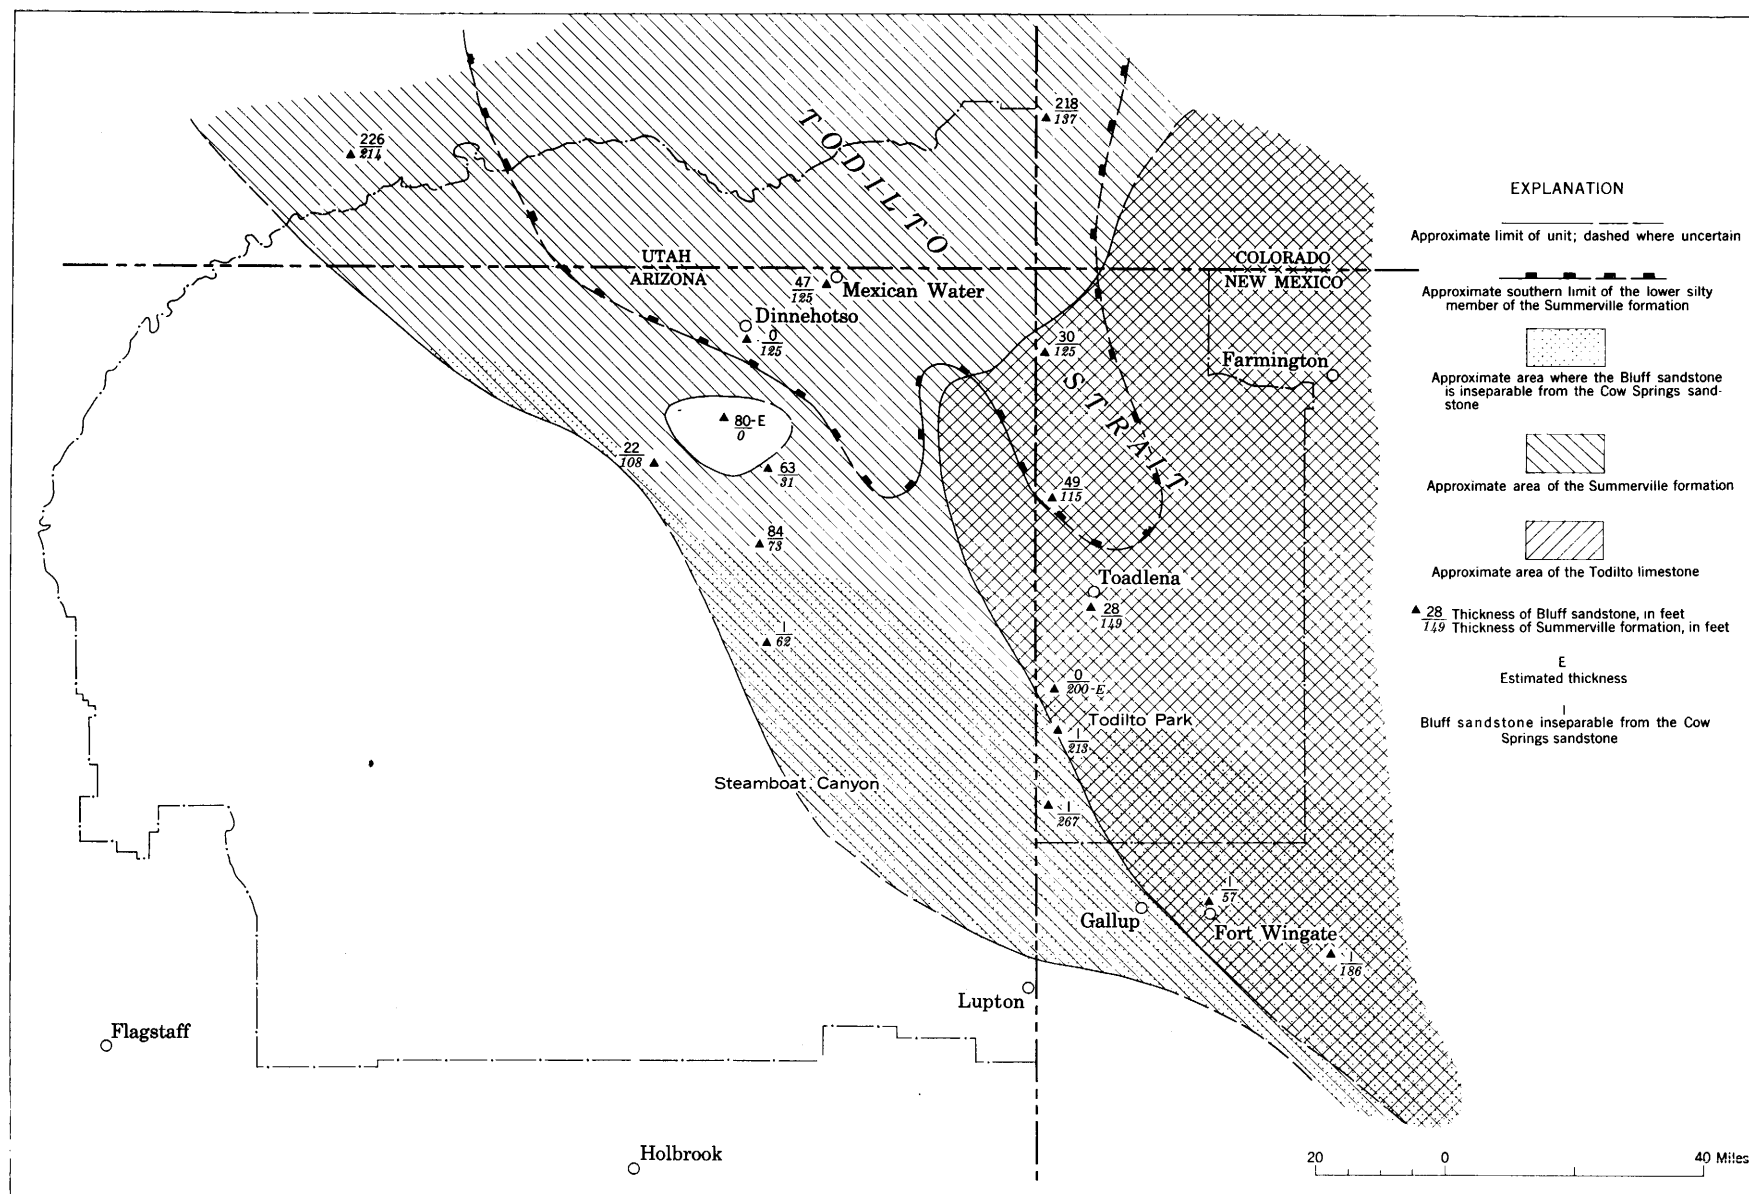 218
137
226
214
TODILTO
STRAIT
UTAH
ARIZONA
COLORADO
NEW MEXICO
47
125
Mexican Water
Dinnehotso
0
125
30
125
Farmington
80-E
0
22
108
63
31
49
115
84
73
Toadlena
28
149
I
62
0
200-E
Todilto Park
I
213
Steamboat Canyon
I
267
I
57
Gallup
Fort Wingate
I
186
Lupton
Flagstaff
Holbrook
EXPLANATION
Approximate limit of unit; dashed where uncertain
Approximate southern limit of the lower silty
member of the Summerville formation
Approximate area where the Bluff sandstone
is inseparable from the Cow Springs sand-
stone
Approximate area of the Summerville formation
Approximate area of the Todilto limestone
28 Thickness of Bluff sandstone, in feet
149 Thickness of Summerville formation, in feet
E
Estimated thickness
I
Bluff sandstone inseparable from the Cow
Springs sandstone
20 0 40 Miles